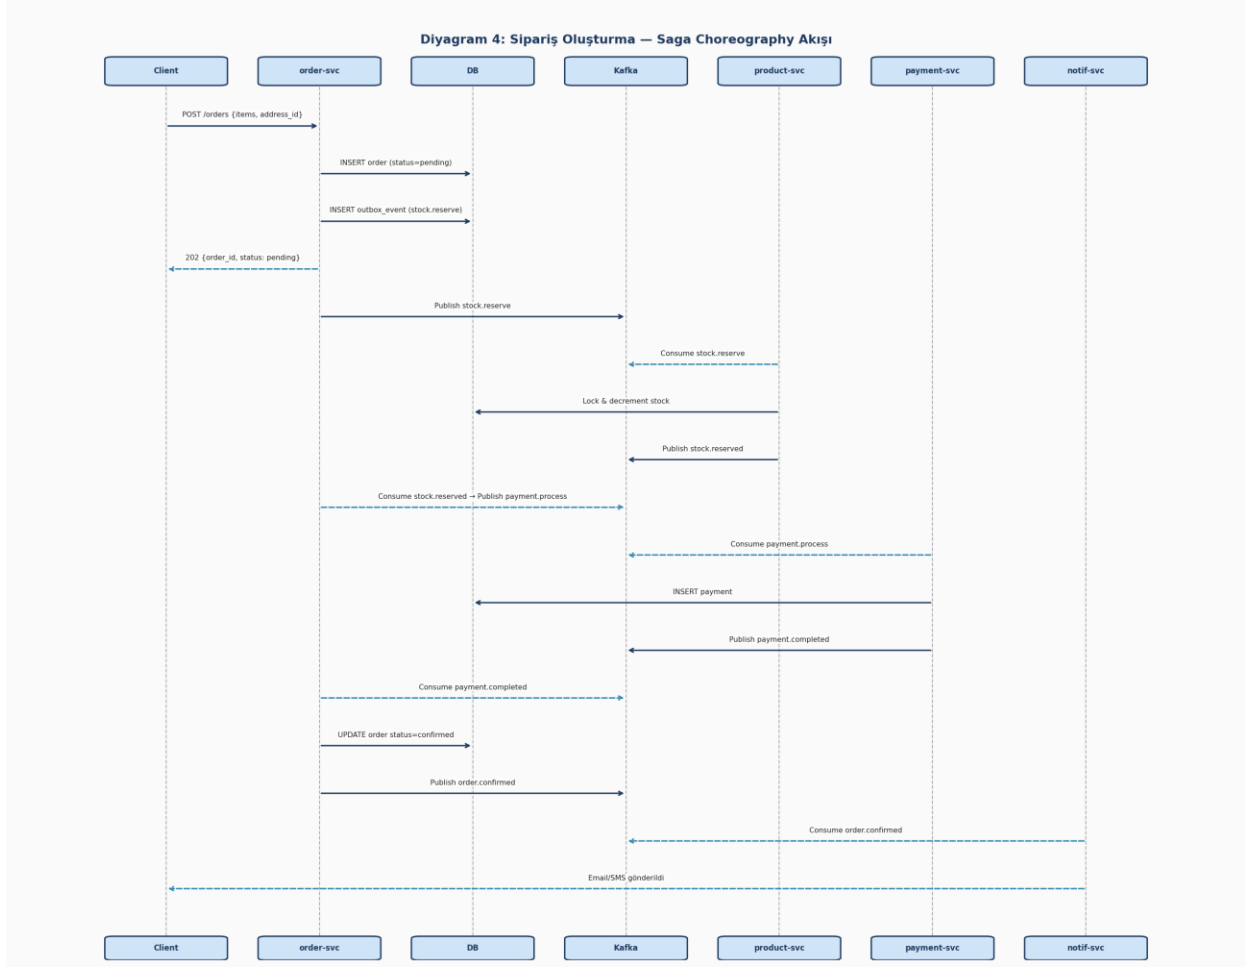 Diyagram 4: Sipariş Oluşturma — Saga Choreography Akışı
Client
order-svc
DB
Kafka
product-svc
payment-svc
notif-svc
POST /orders {items, address_id}
INSERT order (status=pending)
INSERT outbox_event (stock.reserve)
202 {order_id, status: pending}
Publish stock.reserve
Consume stock.reserve
Lock & decrement stock
Publish stock.reserved
Consume stock.reserved → Publish payment.process
Consume payment.process
INSERT payment
Publish payment.completed
Consume payment.completed
UPDATE order status=confirmed
Publish order.confirmed
Consume order.confirmed
Email/SMS gönderildi
Client
order-svc
DB
Kafka
product-svc
payment-svc
notif-svc